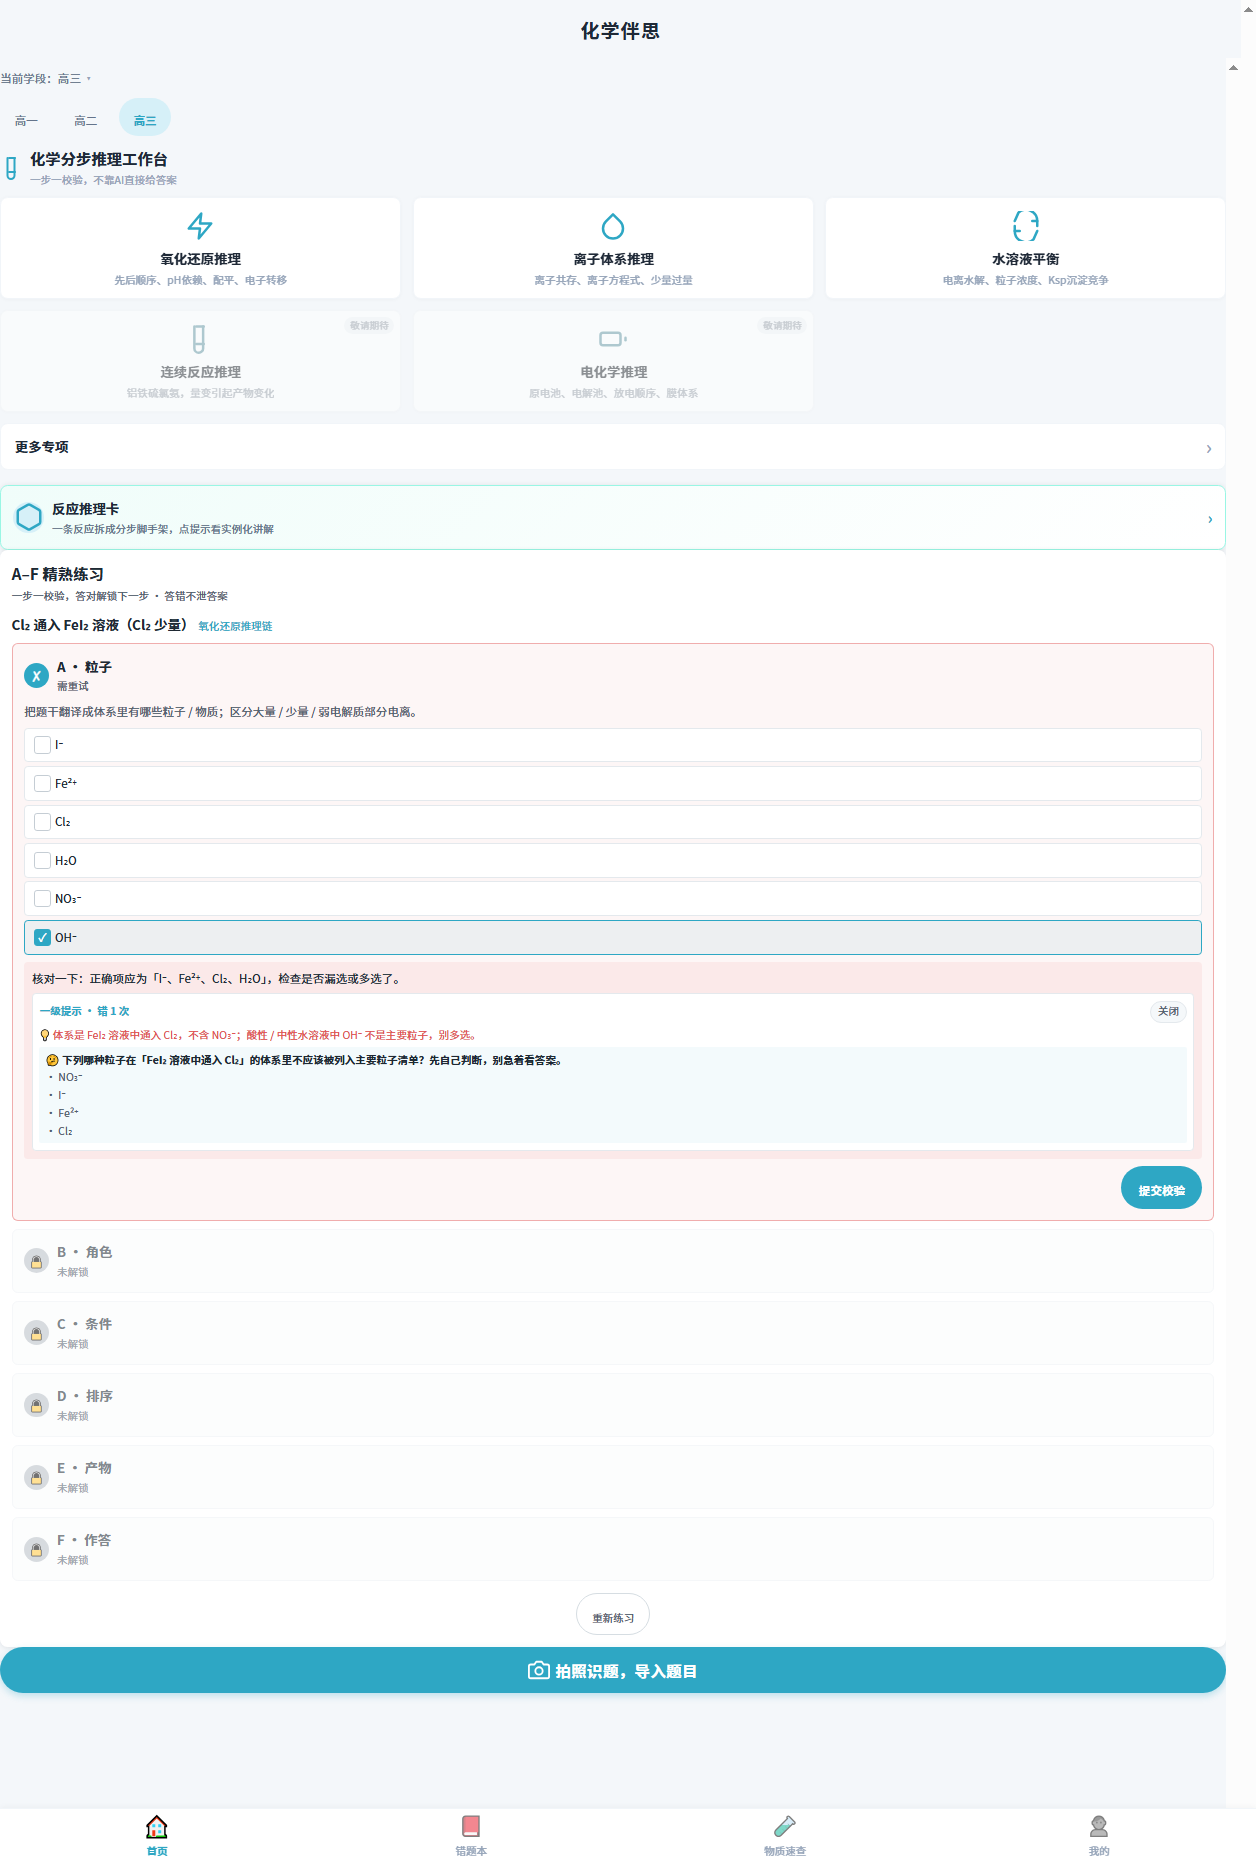 化学伴思
当前学段：高三
高一
高二
高三
化学分步推理工作台
一步一校验，不靠AI直接给答案
氧化还原推理
先后顺序、pH依赖、配平、电子转移
离子体系推理
离子共存、离子方程式、少量过量
水溶液平衡
电离水解、粒子浓度、Ksp沉淀竞争
敬请期待
连续反应推理
铝铁硫氯氮，量变引起产物变化
敬请期待
电化学推理
原电池、电解池、放电顺序、膜体系
更多专项
反应推理卡
一条反应拆成分步脚手架，点提示看实例化讲解
A–F 精熟练习
一步一校验，答对解锁下一步 · 答错不泄答案
Cl₂ 通入 FeI₂ 溶液（Cl₂ 少量） 氧化还原推理链
✗ A · 粒子
需重试
把题干翻译成体系里有哪些粒子 / 物质；区分大量 / 少量 / 弱电解质部分电离。
I⁻
Fe²⁺
Cl₂
H₂O
NO₃⁻
✓ OH⁻
核对一下：正确项应为「I⁻、Fe²⁺、Cl₂、H₂O」，检查是否漏选或多选了。
一级提示 · 错 1 次
关闭
💡 体系是 FeI₂ 溶液中通入 Cl₂，不含 NO₃⁻；酸性 / 中性水溶液中 OH⁻ 不是主要粒子，别多选。
🤔 下列哪种粒子在「FeI₂ 溶液中通入 Cl₂」的体系里不应该被列入主要粒子清单？先自己判断，别急着看答案。
· NO₃⁻
· I⁻
· Fe²⁺
· Cl₂
提交校验
B · 角色
未解锁
C · 条件
未解锁
D · 排序
未解锁
E · 产物
未解锁
F · 作答
未解锁
重新练习
拍照识题，导入题目
首页
错题本
物质速查
我的